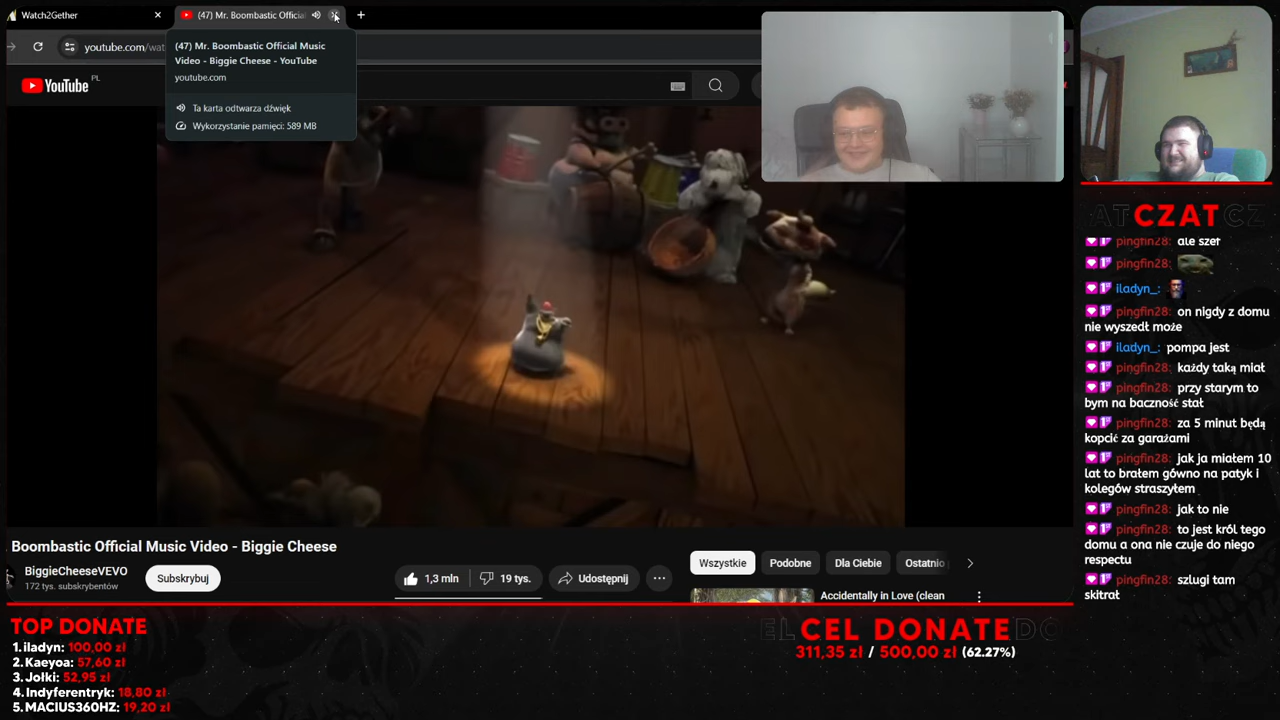 Watch2Gether
(47) Mr. Boombastic Officia
youtube.com/wat
(47) Mr. Boombastic Official Music
Video - Biggie Cheese - YouTube
youtube.com
Ta karta odtwarza dźwięk
Wykorzystanie pamięci: 589 MB
YouTube PL
CZAT
pingfin28: ale szef
pingfin28:
iladyn_:
pingfin28: on nigdy z domu
nie wyszedł może
iladyn_: pompa jest
pingfin28: każdy taką miał
pingfin28: przy starym to
bym na baczność stał
pingfin28: za 5 minut będą
kopcić za garażami
pingfin28: jak ja miałem 10
lat to brałem gówno na patyk i
kolegów straszyłem
pingfin28: jak to nie
pingfin28: to jest król tego
domu a ona nie czuje do niego
respectu
pingfin28: szlugi tam
skitrał
Boombastic Official Music Video - Biggie Cheese
BiggieCheeseVEVO
172 tys. subskrybentów
Subskrybuj
1,3 mln
19 tys.
Udostępnij
Wszystkie
Podobne
Dla Ciebie
Ostatnio
Accidentally in Love (clean
TOP DONATE
1. iladyn: 100,00 zł
2. Kaeyoa: 57,60 zł
3. Jołki: 52,95 zł
4. Indyferentryk: 18,80 zł
5. MACIUS360HZ: 19,20 zł
EL CEL DONATE DO
311,35 zł / 500,00 zł (62.27%)